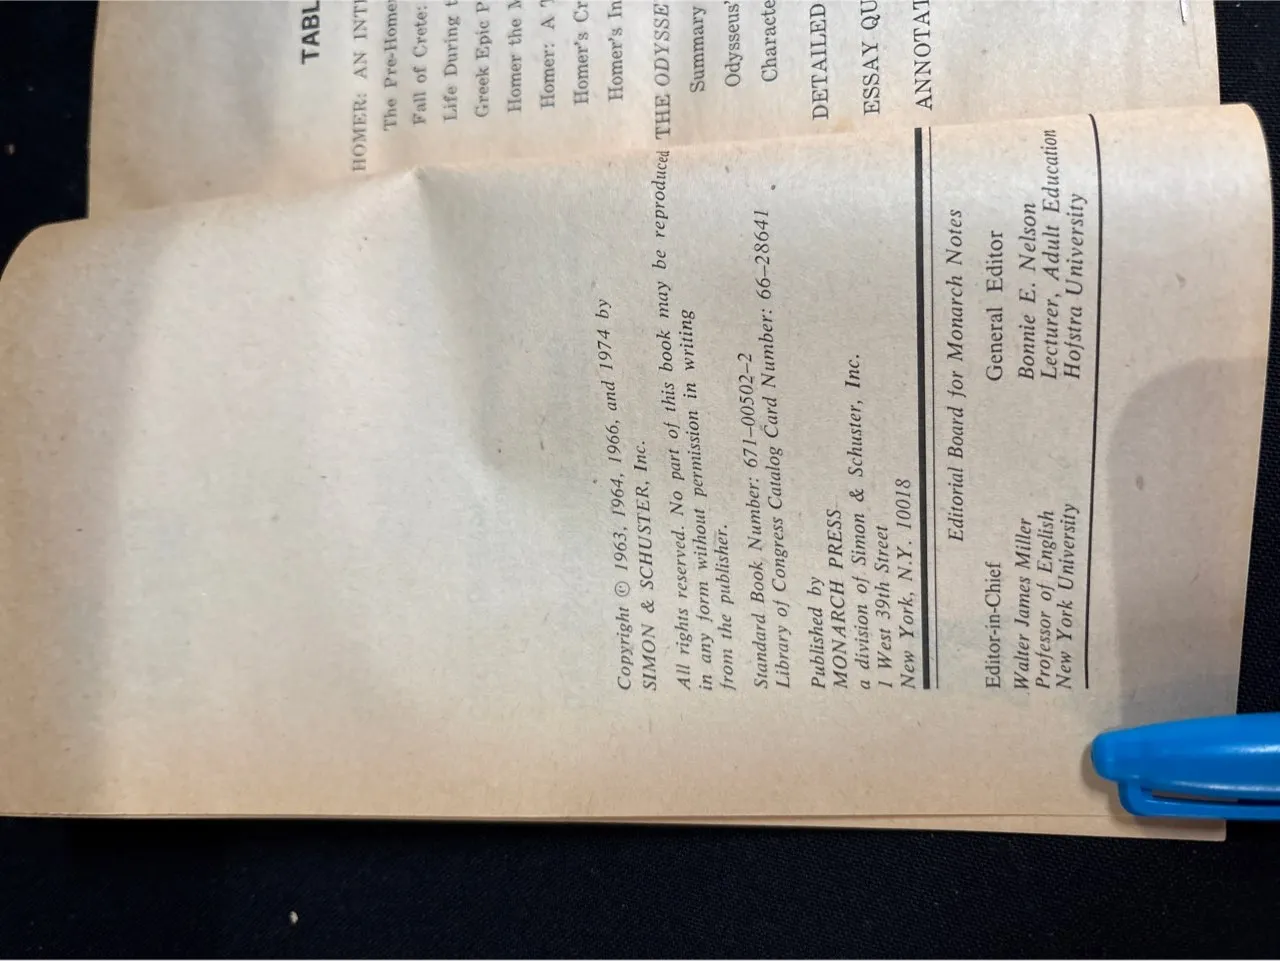 Copyright © 1963, 1964, 1966, and 1974 by
SIMON & SCHUSTER, Inc.
All rights reserved. No part of this book may be reproduced
in any form without permission in writing
from the publisher.
Standard Book Number: 671-00502-2
Library of Congress Catalog Card Number: 66-28641
Published by
MONARCH PRESS
a division of Simon & Schuster, Inc.
1 West 39th Street
New York, N.Y. 10018
Editorial Board for Monarch Notes
Editor-in-Chief
Walter James Miller
Professor of English
New York University
General Editor
Bonnie E. Nelson
Lecturer, Adult Education
Hofstra University
HOMER: AN
The Pre-Homer
Fall of Crete:
Life During
Greek Epic
Homer the
Homer: A
Homer's
Homer's
THE ODYSSE
Summary
Odysseus'
Characte
DETAILED
ESSAY QU
ANNOTAT